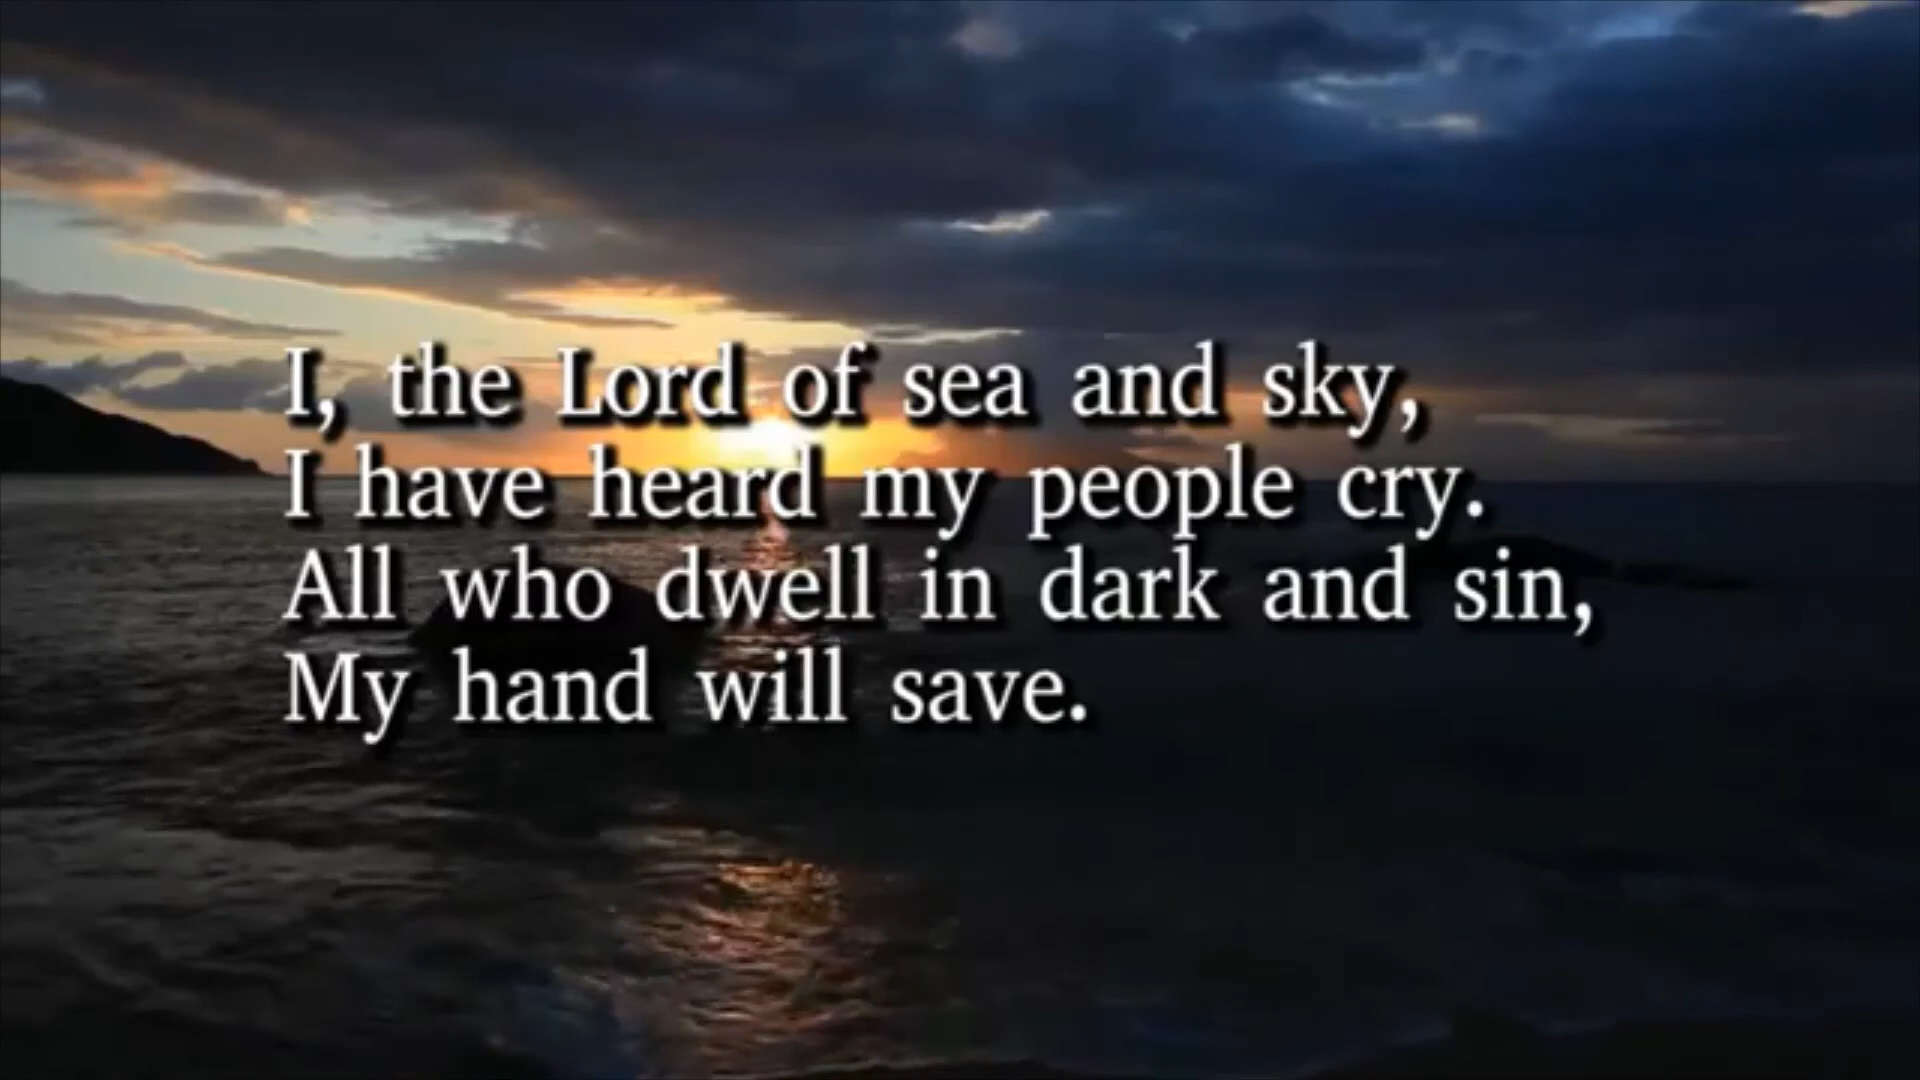 I, the Lord of sea and sky,
I have heard my people cry.
All who dwell in dark and sin,
My hand will save.